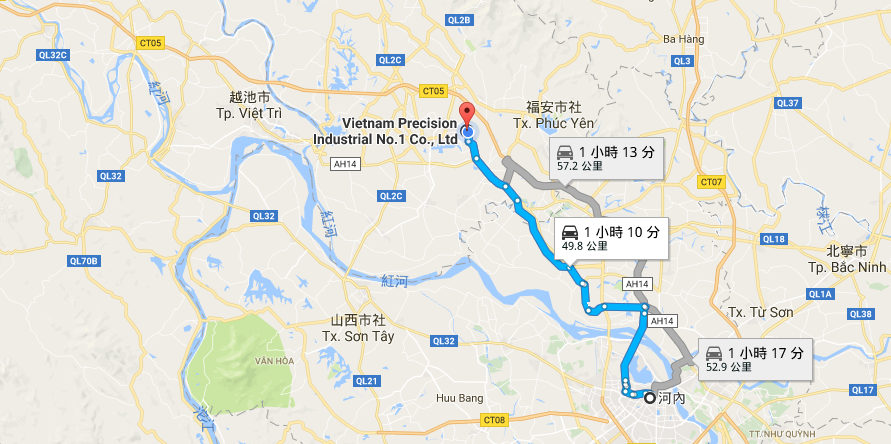 QL2B
Ba Hàng
CT05
QL32C
QL2C
QL3
紅河
CT05
越池市
Tp. Việt Trì
福安市社
Tx. Phúc Yên
QL37
Vietnam Precision
Industrial No.1 Co., Ltd
AH14
1 小時 13 分
57.2 公里
QL32
QL2C
CT07
QL32
紅河
1 小時 10 分
49.8 公里
QL18
北寧市
Tp. Bắc Ninh
QL70B
紅河
AH14
QL1A
山西市社
Tx. Sơn Tây
AH14
Tx. Từ Sơn
QL38
QL32
1 小時 17 分
52.9 公里
VÂN HÒA
QL21
QL17
Huu Bang
河內
沱江
CT08
TT.NHƯ QUỲNH